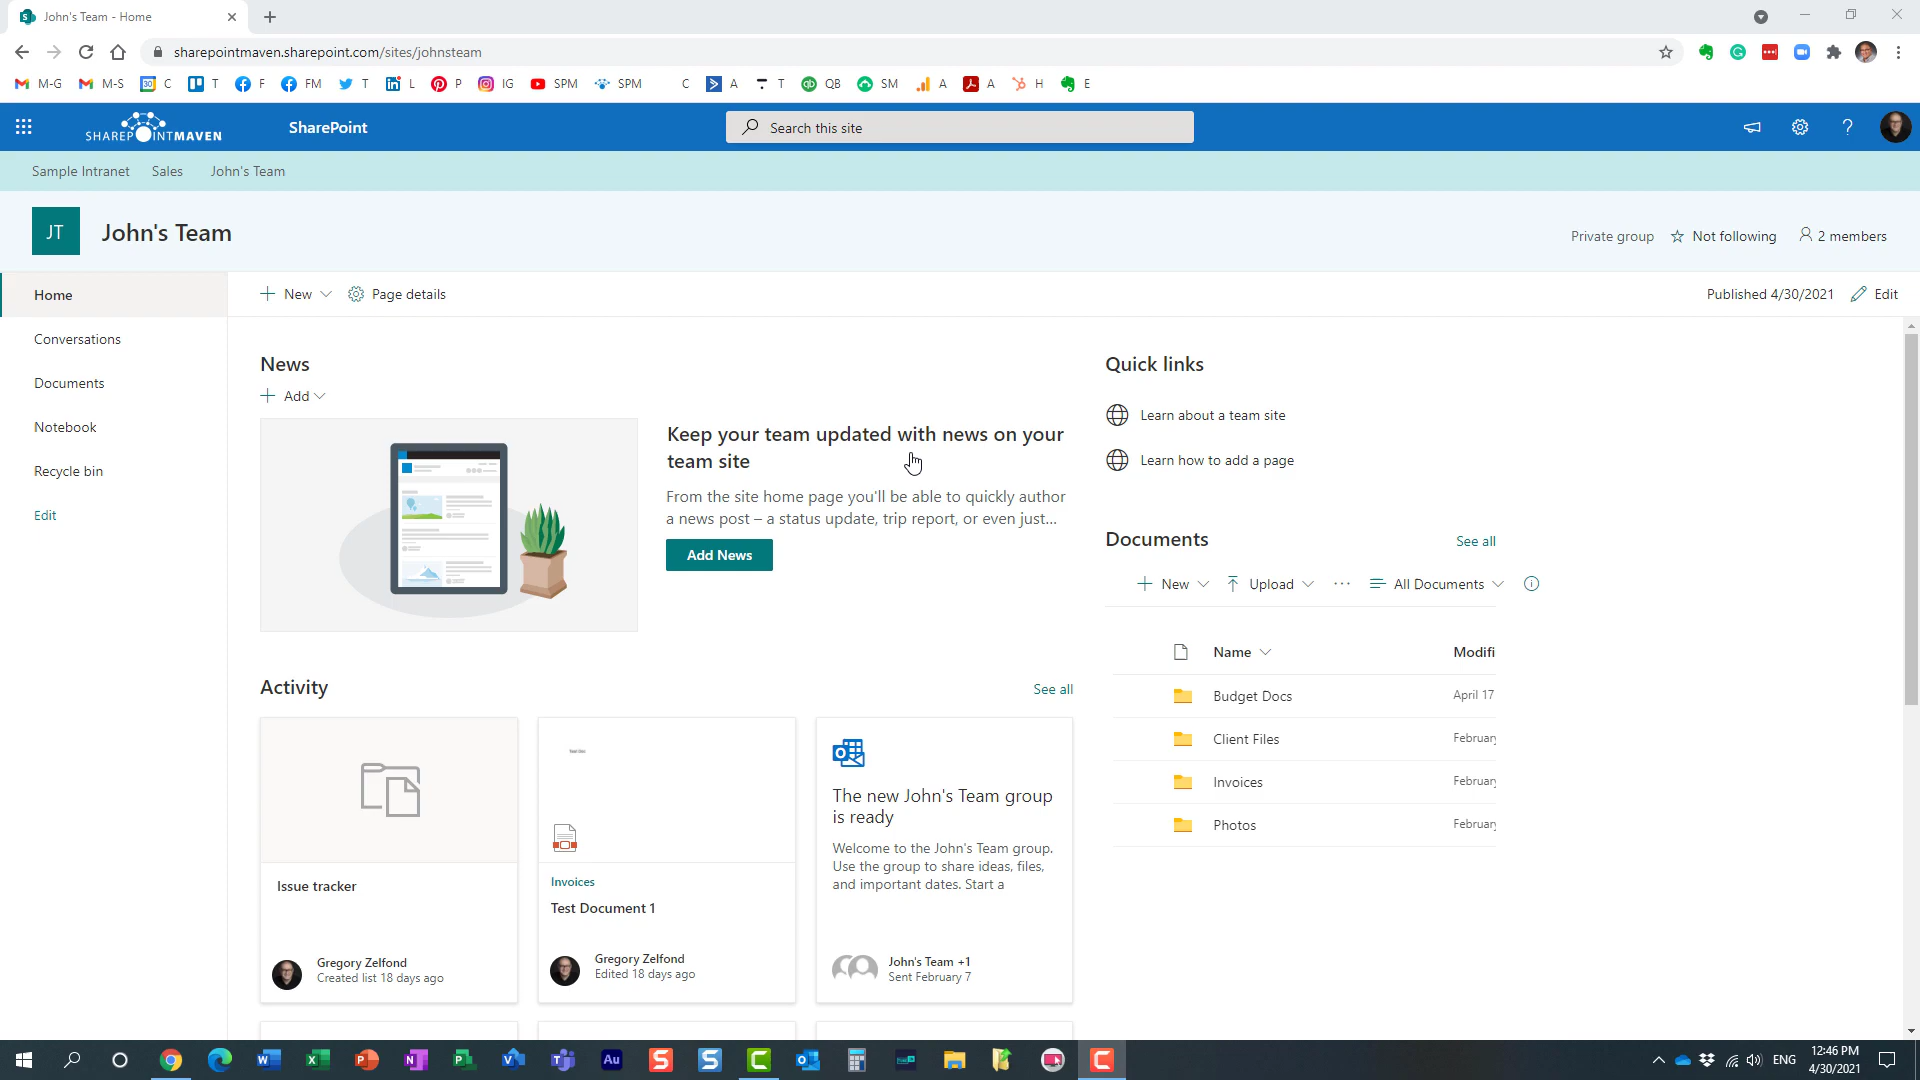 John's Team - Home
sharepointmaven.sharepoint.com/sites/johnsteam
M-G M-S C T F FM T L P IG SPM SPM C A T QB SM A A H E
SHAREPOINTMAVEN SharePoint Search this site
Sample Intranet Sales John's Team
JT John's Team
Private group Not following 2 members
Home
Conversations
Documents
Notebook
Recycle bin
Edit
New Page details
Published 4/30/2021 Edit
News
Add
Keep your team updated with news on your
team site
From the site home page you'll be able to quickly author
a news post – a status update, trip report, or even just...
Add News
Quick links
Learn about a team site
Learn how to add a page
Documents See all
New Upload ··· All Documents
Name Modifi
Budget Docs April 17
Client Files February
Invoices February
Photos February
Activity See all
Issue tracker
Gregory Zelfond
Created list 18 days ago
Invoices
Test Document 1
Gregory Zelfond
Edited 18 days ago
The new John's Team group
is ready
Welcome to the John's Team group.
Use the group to share ideas, files,
and important dates. Start a
John's Team +1
Sent February 7
ENG
12:46 PM
4/30/2021